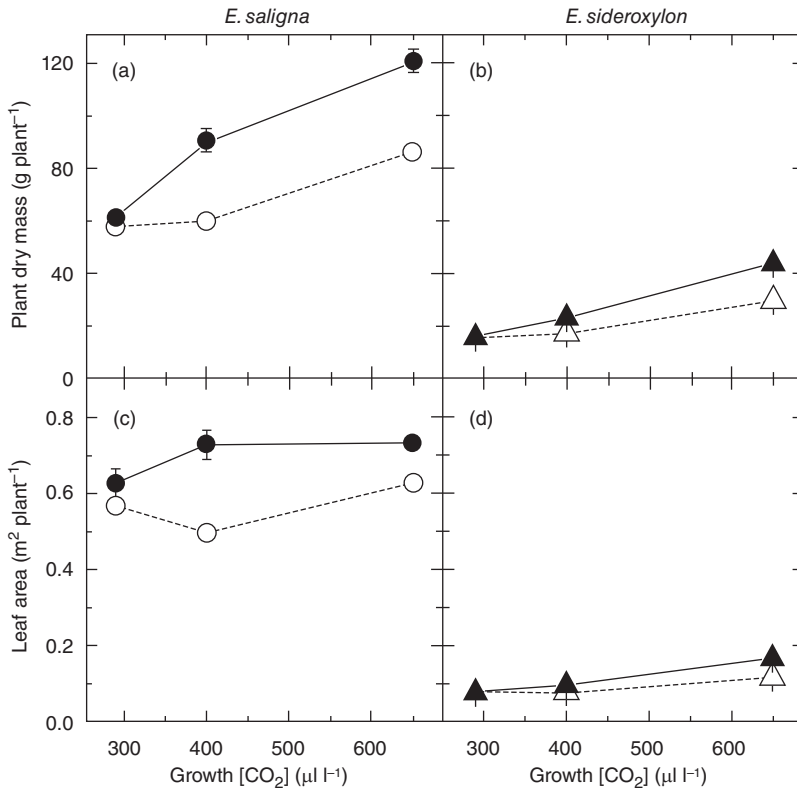 E. saligna
E. sideroxylon
(a)
(b)
120
80
40
0
Plant dry mass (g plant⁻¹)
(c)
(d)
0.8
0.6
0.4
0.2
0.0
Leaf area (m² plant⁻¹)
300 400 500 600
300 400 500 600
Growth [CO₂] (μl l⁻¹)
Growth [CO₂] (μl l⁻¹)